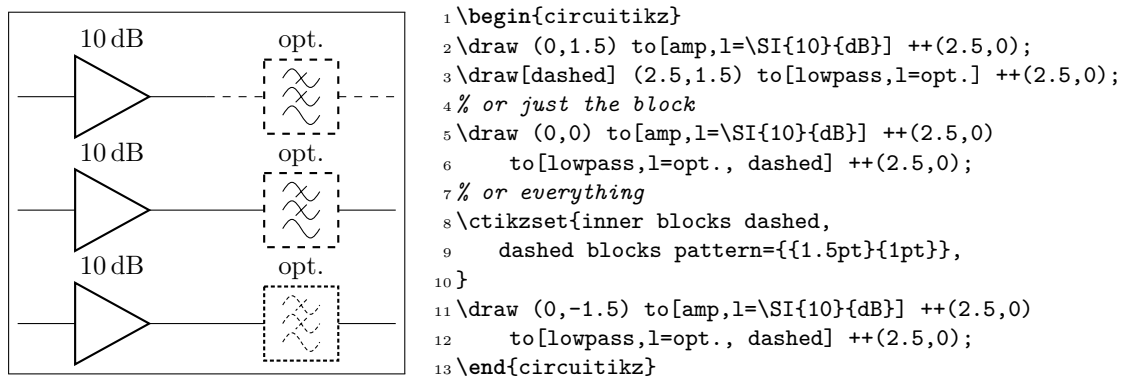 10 dB opt.
10 dB opt.
10 dB opt.
1 \begin{circuitikz}
2 \draw (0,1.5) to[amp,l=\SI{10}{dB}] ++(2.5,0);
3 \draw[dashed] (2.5,1.5) to[lowpass,l=opt.] ++(2.5,0);
4 % or just the block
5 \draw (0,0) to[amp,l=\SI{10}{dB}] ++(2.5,0)
6     to[lowpass,l=opt., dashed] ++(2.5,0);
7 % or everything
8 \ctikzset{inner blocks dashed,
9     dashed blocks pattern={{1.5pt}{1pt}},
10 }
11 \draw (0,-1.5) to[amp,l=\SI{10}{dB}] ++(2.5,0)
12     to[lowpass,l=opt., dashed] ++(2.5,0);
13 \end{circuitikz}